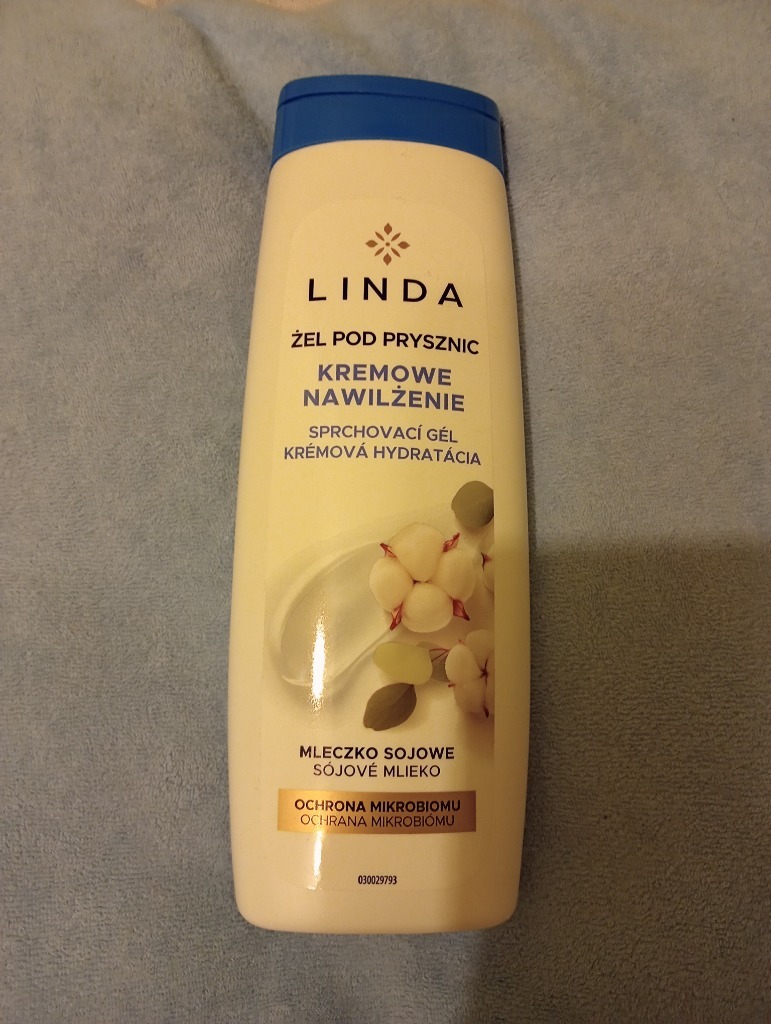 LINDA
ŻEL POD PRYSZNIC
KREMOWE
NAWILŻENIE
SPRCHOVACÍ GÉL
KRÉMOVÁ HYDRATÁCIA
MLECZKO SOJOWE
SÓJOVÉ MLIEKO
OCHRONA MIKROBIOMU
OCHRANA MIKROBIÓMU
030029793